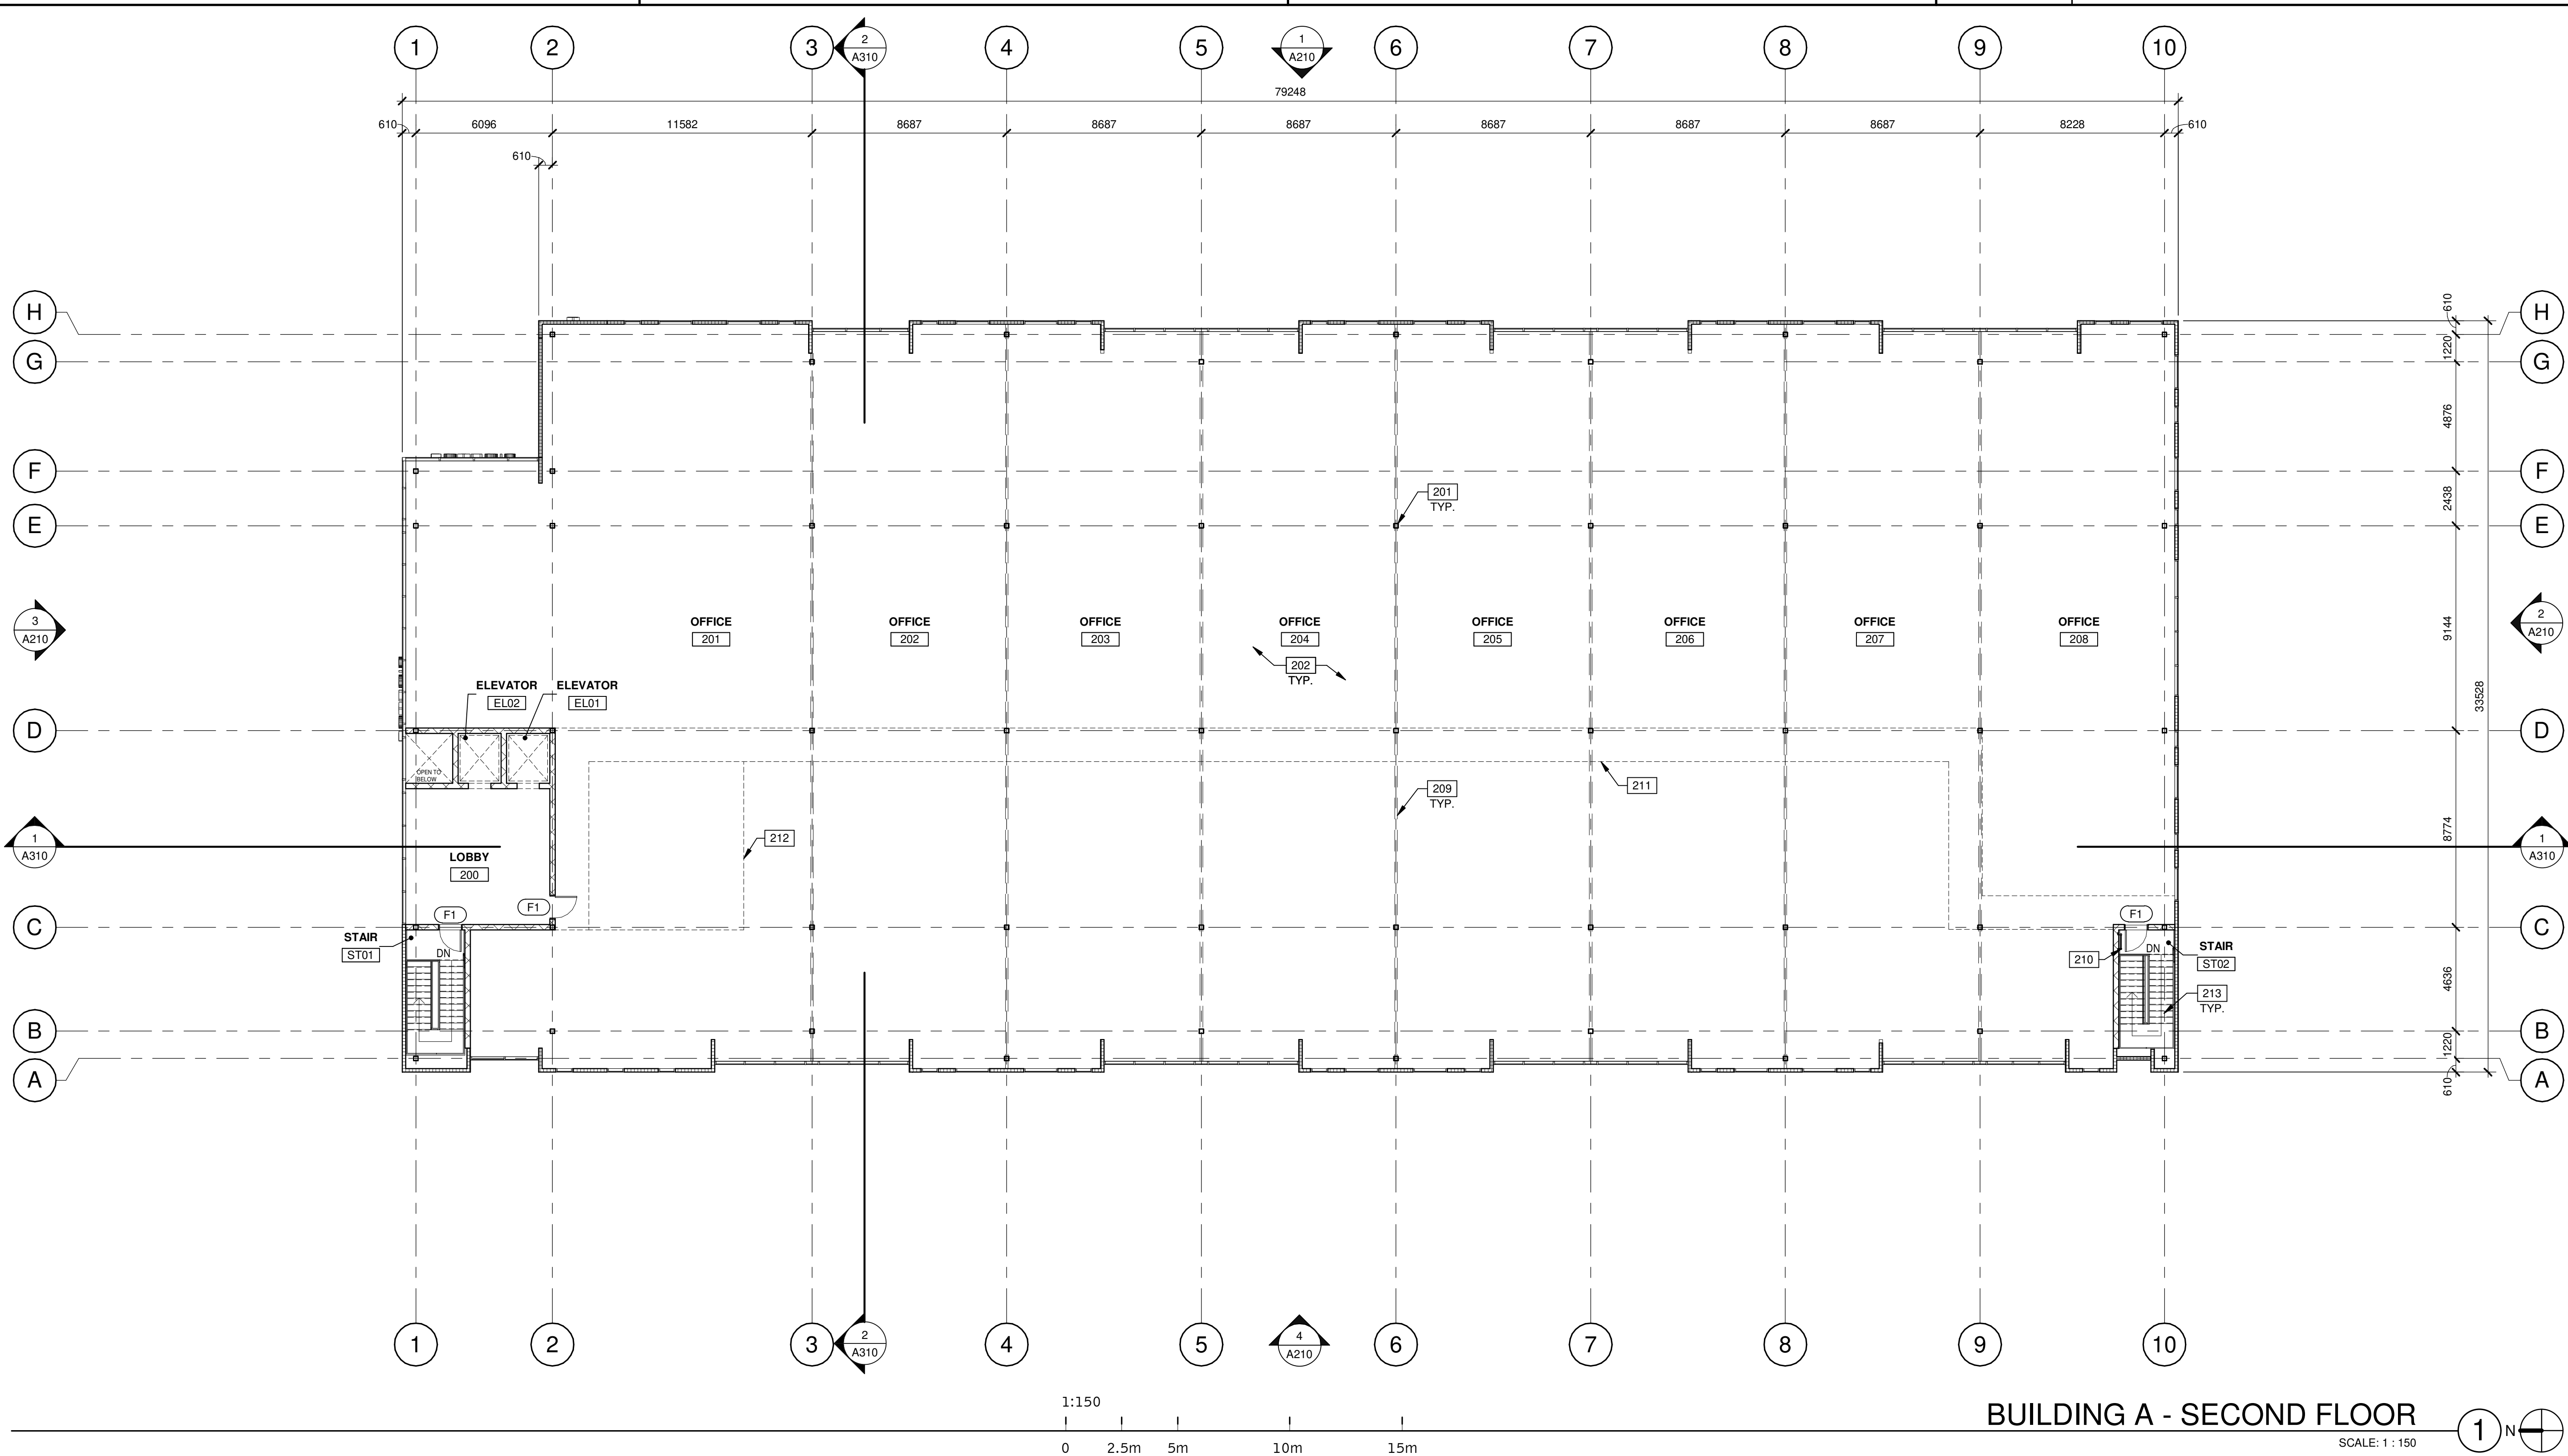 1 2 3 4 5 6 7 8 9 10
2
A310
1
A210
79248
610 6096 11582 8687 8687 8687 8687 8687 8687 8228 610
610
H H
610
1220
G G
4876
F F
2438
E E
201
TYP.
9144
33528
3
A210
2
A210
OFFICE OFFICE OFFICE OFFICE OFFICE OFFICE OFFICE OFFICE
201 202 203 204 205 206 207 208
202
TYP.
ELEVATOR ELEVATOR
EL02 EL01
D D
OPEN TO
BELOW
209
TYP.
211
212
8774
1
A310
1
A310
LOBBY
200
F1 F1 F1
C C
STAIR
ST01
DN
210
DN
STAIR
ST02
213
TYP.
4636
B B
1220
A A
610
1 2 3 4 5 6 7 8 9 10
2
A310
4
A210
1:150
0 2.5m 5m 10m 15m
BUILDING A - SECOND FLOOR
SCALE: 1 : 150
1 N